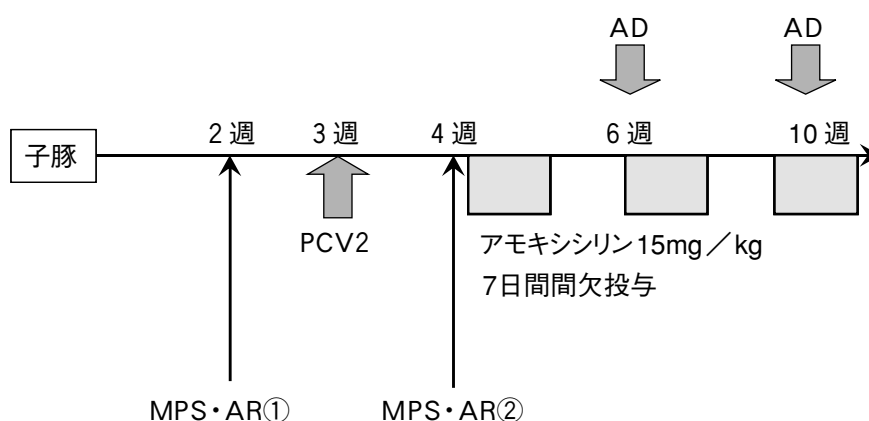 AD AD
2週 3週 4週 6週 10週
子豚
PCV2
アモキシシリン15mg／kg
7日間間欠投与
MPS・AR① MPS・AR②